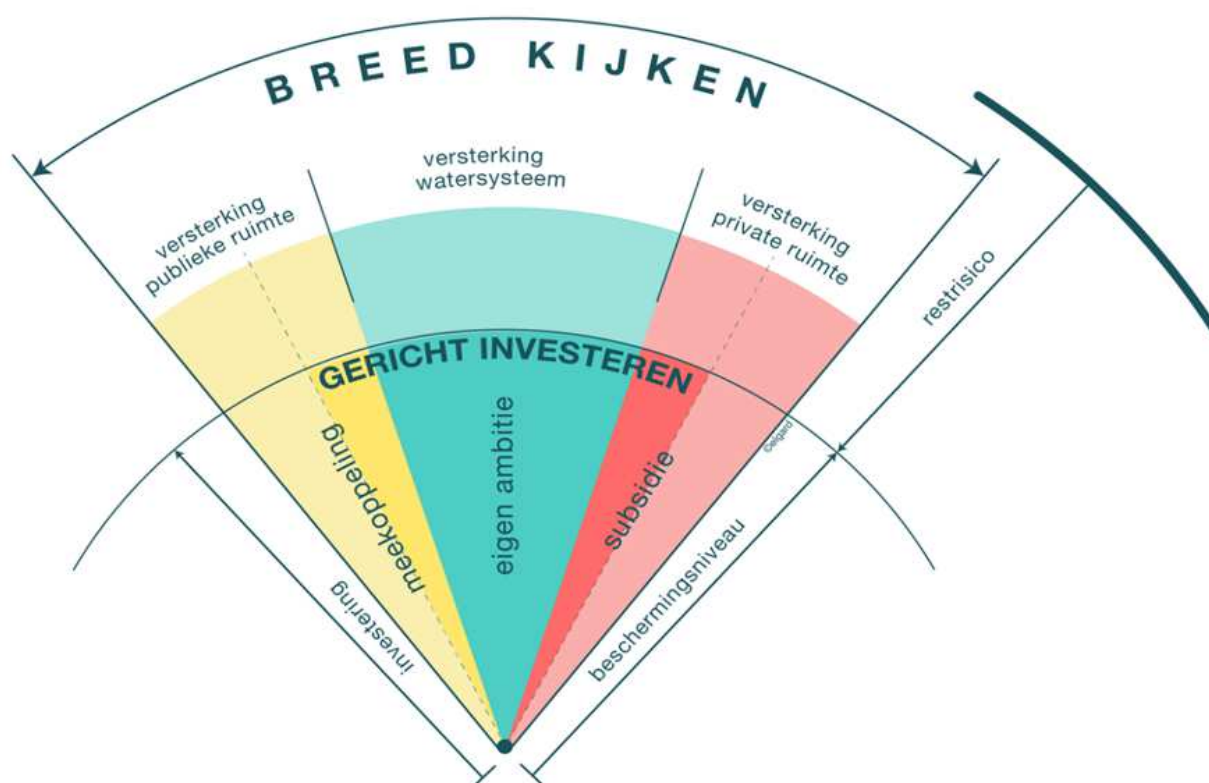 BREED KIJKEN
versterking
watersysteem
versterking
publieke ruimte
versterking
private ruimte
restrisico
GERICHT INVESTEREN
meekoppeling
eigen ambitie
subsidie
©elgard
investering
beschermingsniveau